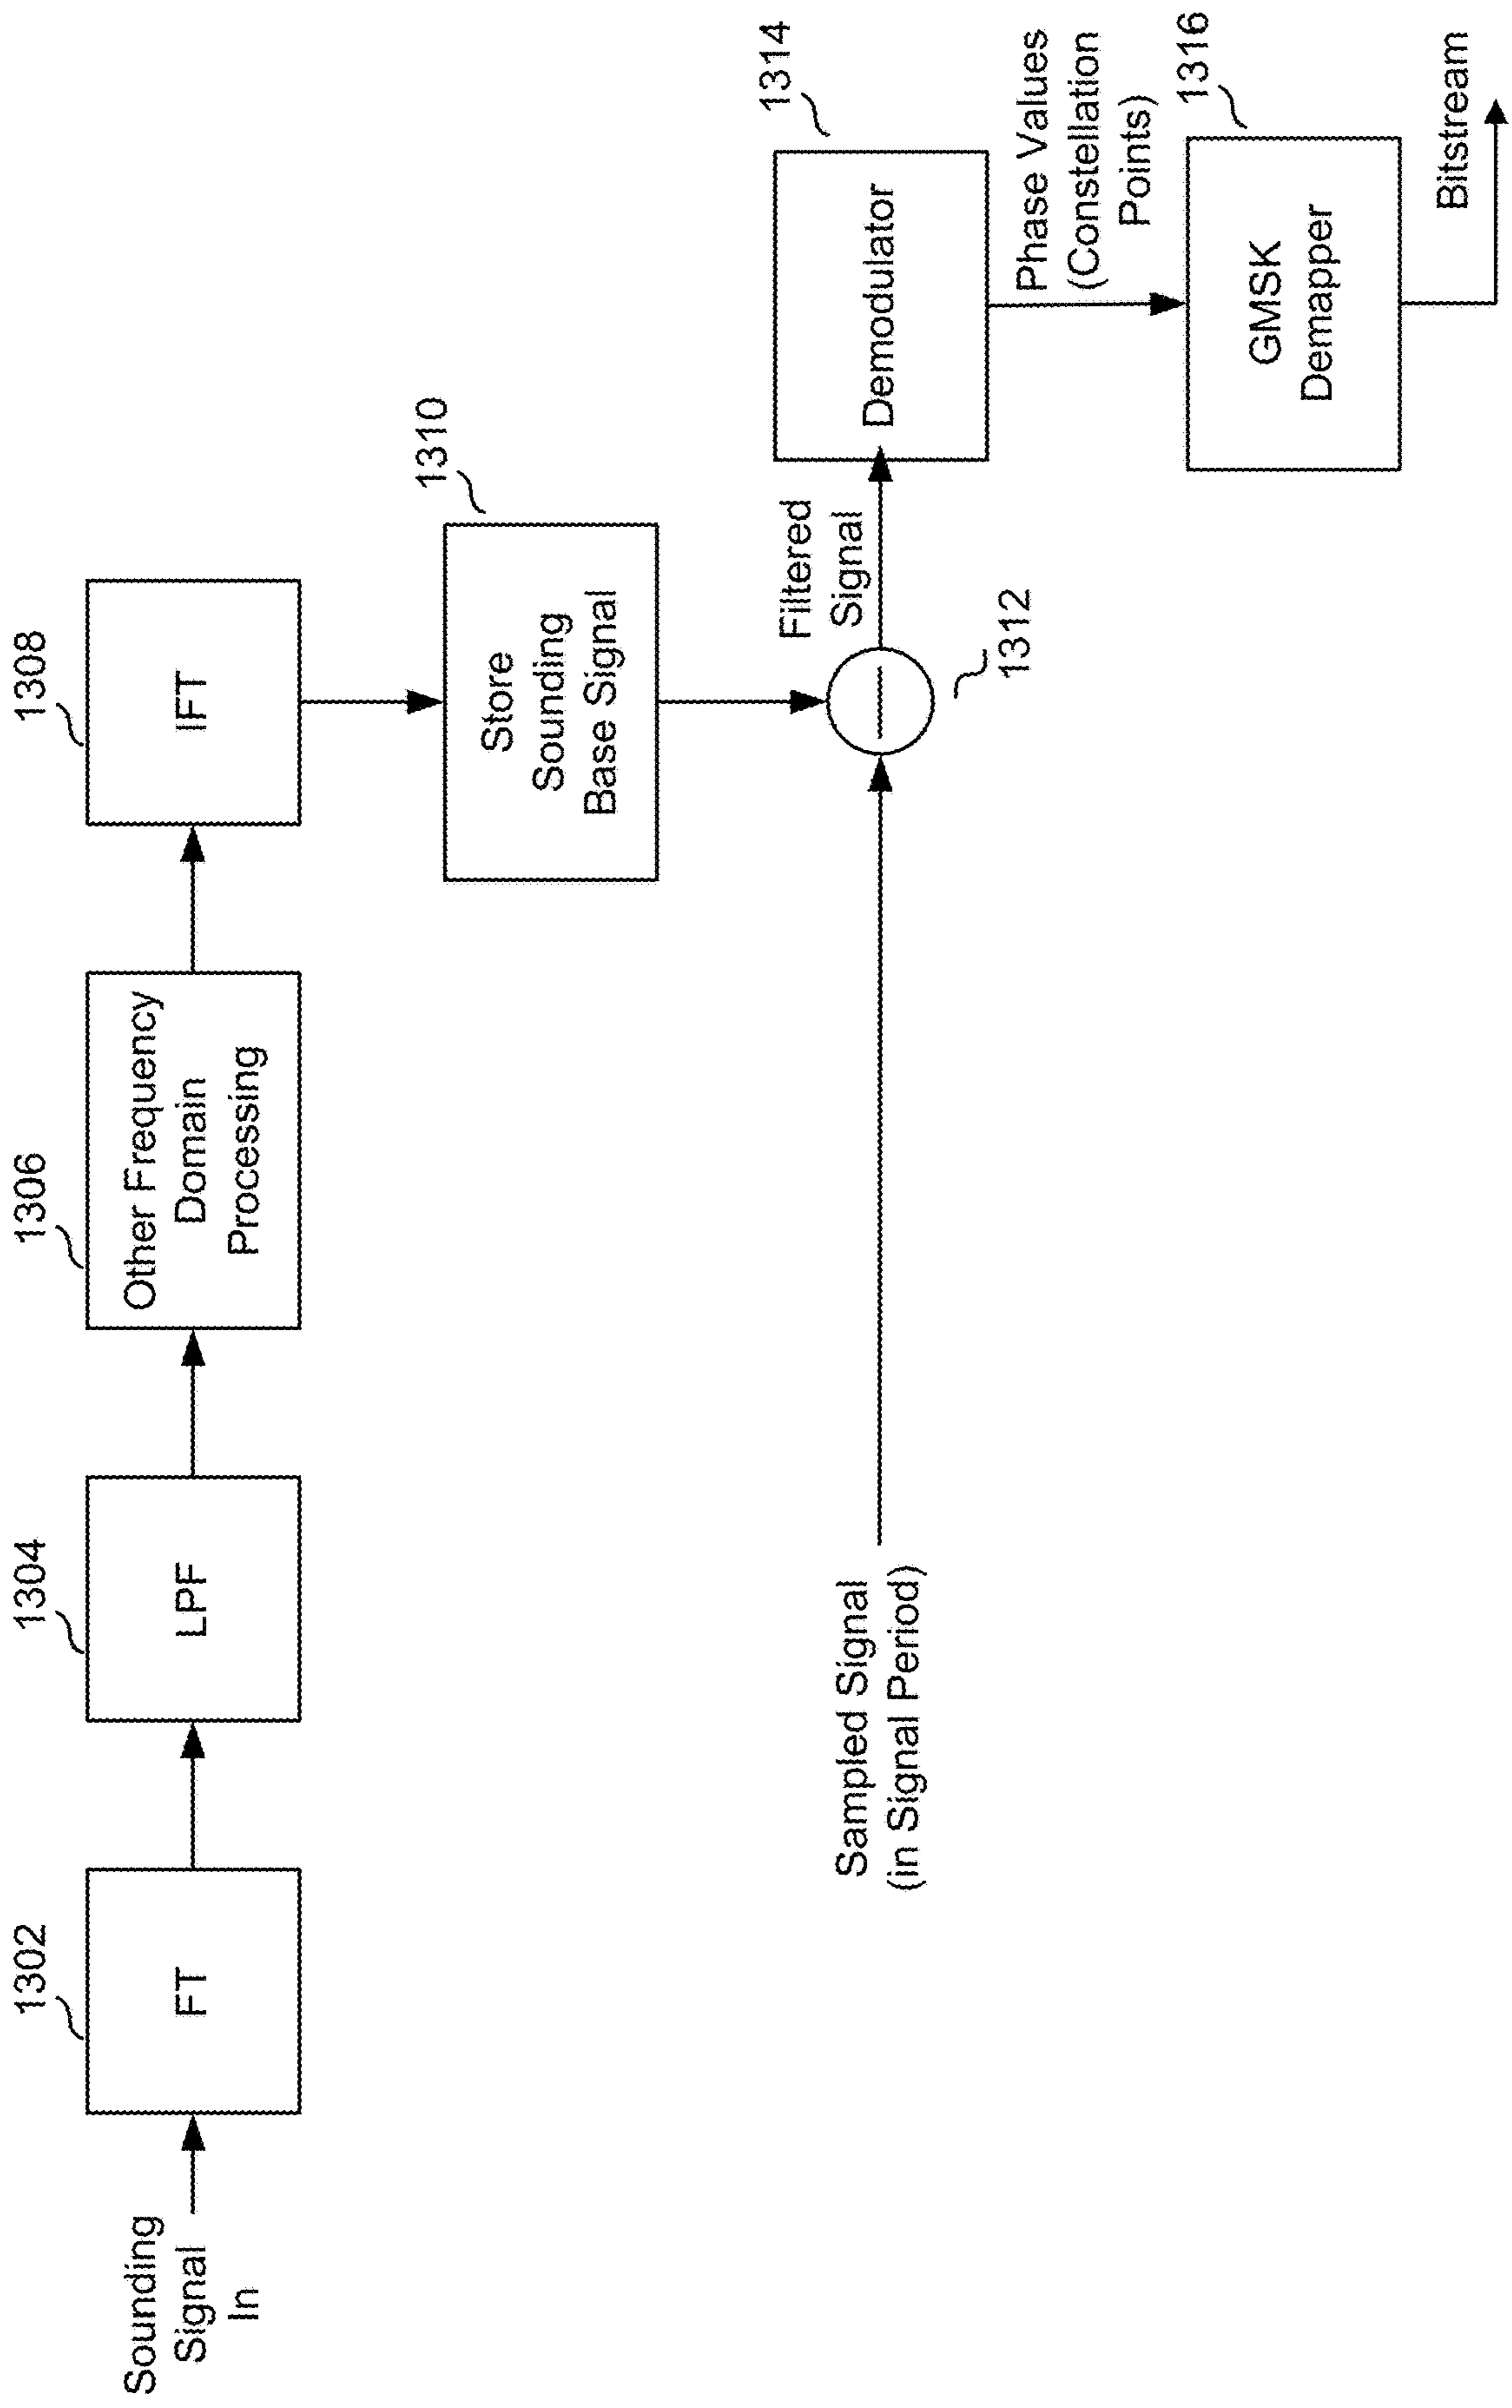 1302
1304
1306
1308
Sounding
Signal
In
FT
LPF
Other Frequency
Domain
Processing
IFT
1310
Store
Sounding
Base Signal
Sampled Signal
(in Signal Period)
1312
Filtered
Signal
1314
Demodulator
Phase Values
(Constellation
Points)
1316
GMSK
Demapper
Bitstream